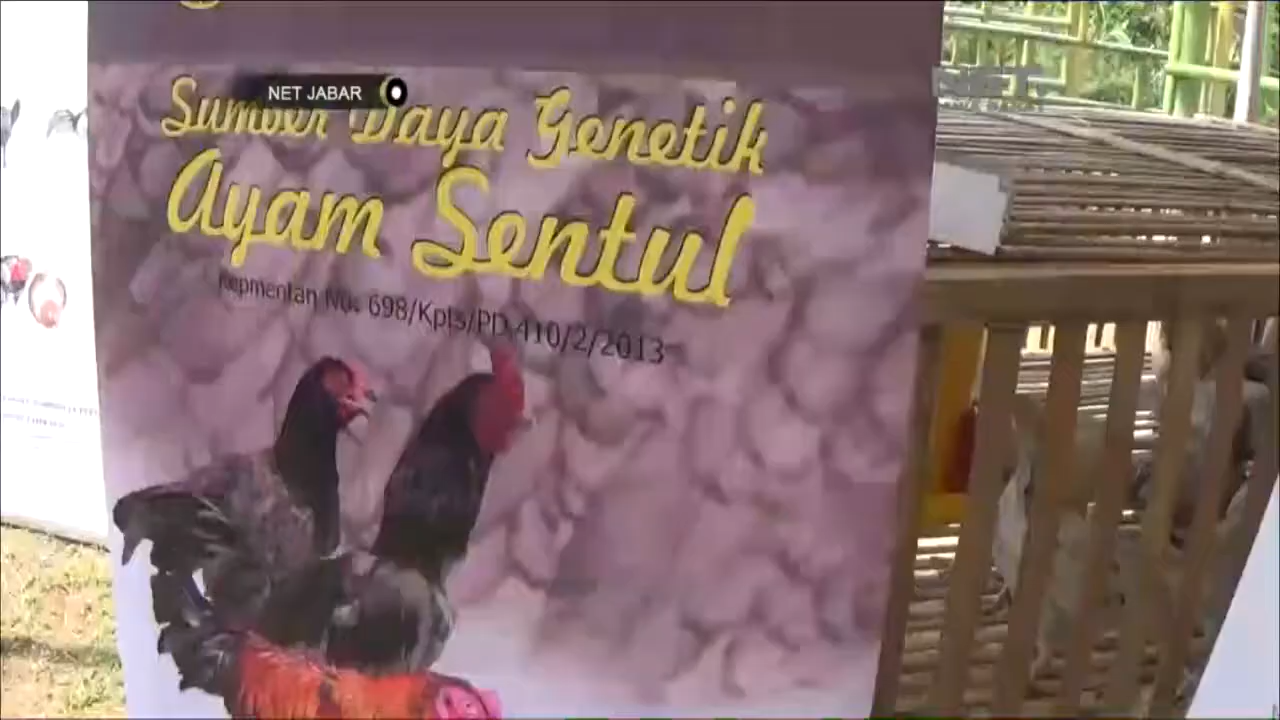 NET JABAR
Sumber Daya Genetik
Ayam Sentul
Kepmentan No. 698/Kpts/PD.410/2/2013